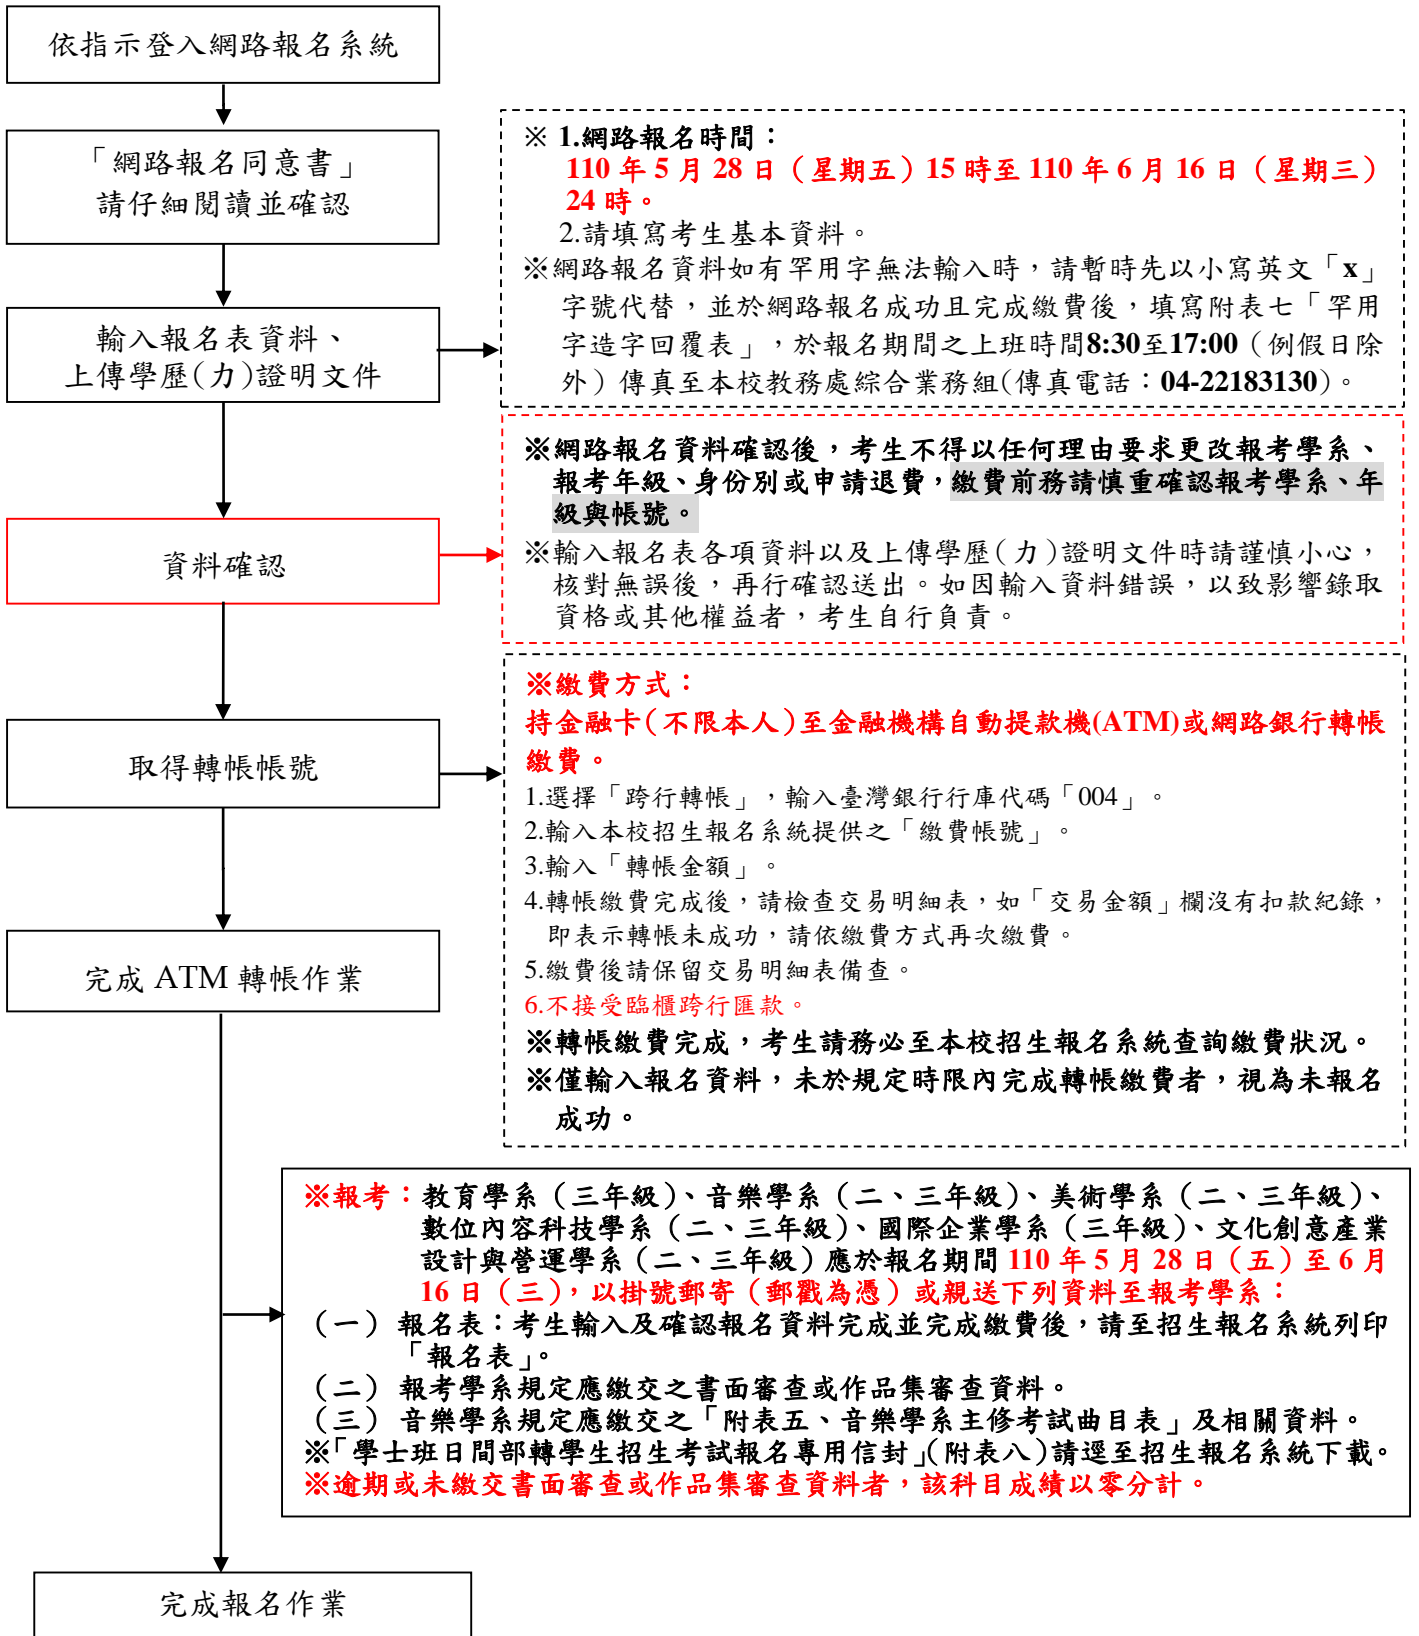 依指示登入網路報名系統
「網路報名同意書」
請仔細閱讀並確認
※ 1.網路報名時間：
110 年 5 月 28 日（星期五）15 時至 110 年 6 月 16 日（星期三）
24 時。
2.請填寫考生基本資料。
※網路報名資料如有罕用字無法輸入時，請暫時先以小寫英文「x」
字號代替，並於網路報名成功且完成繳費後，填寫附表七「罕用
字造字回覆表」，於報名期間之上班時間8:30至17:00（例假日除
外）傳真至本校教務處綜合業務組(傳真電話：04-22183130)。
輸入報名表資料、
上傳學歷(力)證明文件
※網路報名資料確認後，考生不得以任何理由要求更改報考學系、
報考年級、身份別或申請退費，繳費前務請慎重確認報考學系、年
級與帳號。
※輸入報名表各項資料以及上傳學歷(力)證明文件時請謹慎小心，
核對無誤後，再行確認送出。如因輸入資料錯誤，以致影響錄取
資格或其他權益者，考生自行負責。
資料確認
※繳費方式：
持金融卡(不限本人)至金融機構自動提款機(ATM)或網路銀行轉帳
繳費。
1.選擇「跨行轉帳」，輸入臺灣銀行行庫代碼「004」。
2.輸入本校招生報名系統提供之「繳費帳號」。
3.輸入「轉帳金額」。
4.轉帳繳費完成後，請檢查交易明細表，如「交易金額」欄沒有扣款紀錄，
即表示轉帳未成功，請依繳費方式再次繳費。
5.繳費後請保留交易明細表備查。
6.不接受臨櫃跨行匯款。
※轉帳繳費完成，考生請務必至本校招生報名系統查詢繳費狀況。
※僅輸入報名資料，未於規定時限內完成轉帳繳費者，視為未報名
成功。
取得轉帳帳號
完成 ATM 轉帳作業
※報考：教育學系（三年級）、音樂學系（二、三年級）、美術學系（二、三年級）、
數位內容科技學系（二、三年級）、國際企業學系（三年級）、文化創意產業
設計與營運學系（二、三年級）應於報名期間 110 年 5 月 28 日（五）至 6 月
16 日（三），以掛號郵寄（郵戳為憑）或親送下列資料至報考學系：
（一） 報名表：考生輸入及確認報名資料完成並完成繳費後，請至招生報名系統列印
「報名表」。
（二） 報考學系規定應繳交之書面審查或作品集審查資料。
（三） 音樂學系規定應繳交之「附表五、音樂學系主修考試曲目表」及相關資料。
※「學士班日間部轉學生招生考試報名專用信封」(附表八)請逕至招生報名系統下載。
※逾期或未繳交書面審查或作品集審查資料者，該科目成績以零分計。
完成報名作業